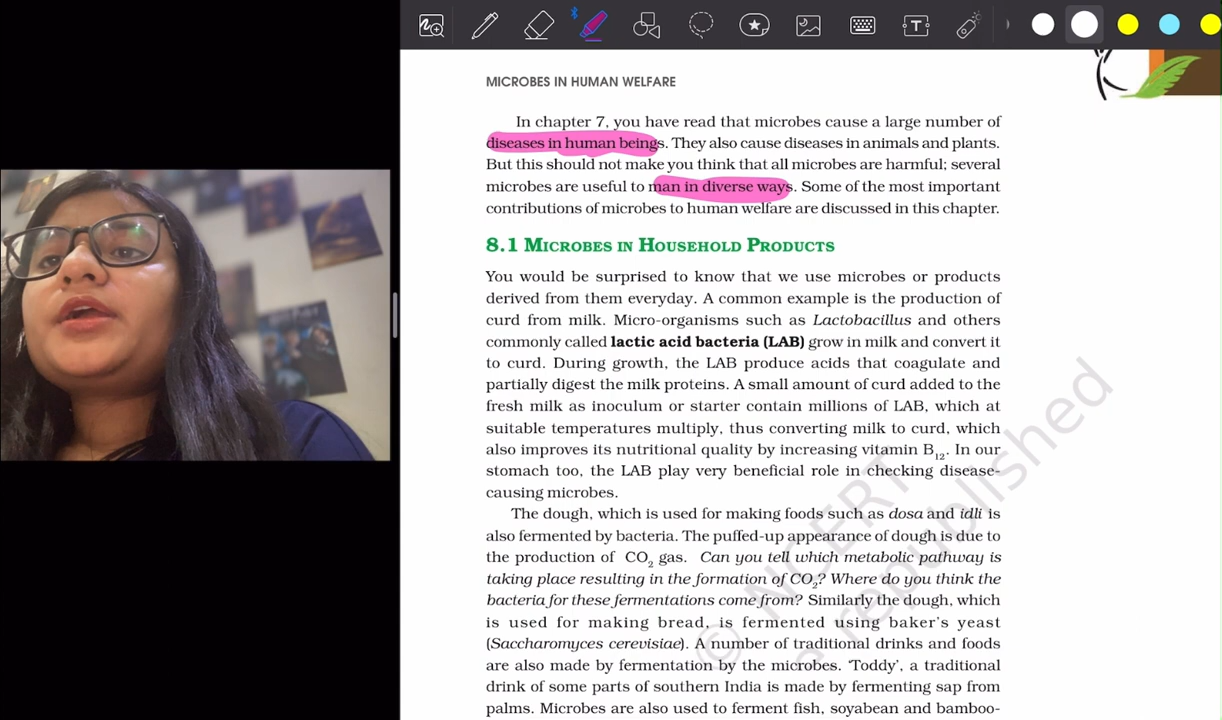 MICROBES IN HUMAN WELFARE
In chapter 7, you have read that microbes cause a large number of
diseases in human beings. They also cause diseases in animals and plants.
But this should not make you think that all microbes are harmful; several
microbes are useful to man in diverse ways. Some of the most important
contributions of microbes to human welfare are discussed in this chapter.
8.1 MICROBES IN HOUSEHOLD PRODUCTS
You would be surprised to know that we use microbes or products
derived from them everyday. A common example is the production of
curd from milk. Micro-organisms such as Lactobacillus and others
commonly called lactic acid bacteria (LAB) grow in milk and convert it
to curd. During growth, the LAB produce acids that coagulate and
partially digest the milk proteins. A small amount of curd added to the
fresh milk as inoculum or starter contain millions of LAB, which at
suitable temperatures multiply, thus converting milk to curd, which
also improves its nutritional quality by increasing vitamin B12. In our
stomach too, the LAB play very beneficial role in checking disease-
causing microbes.
The dough, which is used for making foods such as dosa and idli is
also fermented by bacteria. The puffed-up appearance of dough is due to
the production of CO2 gas. Can you tell which metabolic pathway is
taking place resulting in the formation of CO2? Where do you think the
bacteria for these fermentations come from? Similarly the dough, which
is used for making bread, is fermented using baker's yeast
(Saccharomyces cerevisiae). A number of traditional drinks and foods
are also made by fermentation by the microbes. 'Toddy', a traditional
drink of some parts of southern India is made by fermenting sap from
palms. Microbes are also used to ferment fish, soyabean and bamboo-
© NCERT
republished